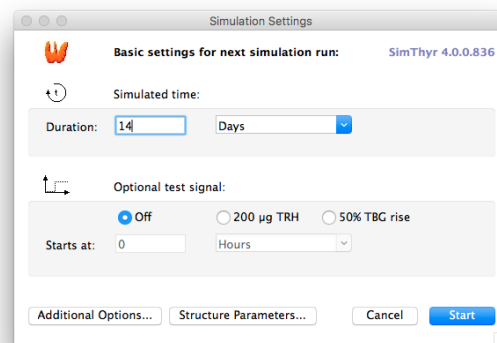 Simulation Settings
Basic settings for next simulation run: SimThyr 4.0.0.836
t
Simulated time:
Duration: 14 Days
Optional test signal:
Off 200 µg TRH 50% TBG rise
Starts at: 0 Hours
Additional Options... Structure Parameters... Cancel Start